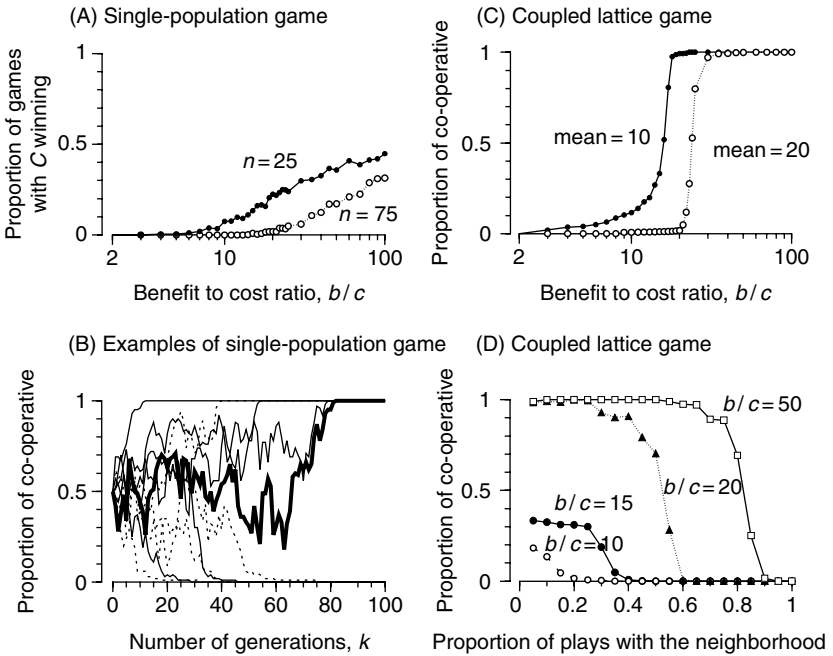 (A) Single-population game
Proportion of games
with C winning
1
0.5
0
n = 25
n = 75
2
10
100
Benefit to cost ratio, b / c
(C) Coupled lattice game
Proportion of co-operative
1
0.5
0
mean = 10
mean = 20
2
10
100
Benefit to cost ratio, b / c
(B) Examples of single-population game
Proportion of co-operative
1
0.5
0
0
20
40
60
80
100
Number of generations, k
(D) Coupled lattice game
Proportion of co-operative
1
0.5
0
b / c = 50
b / c = 20
b / c = 15
b / c = 10
0
0.2
0.4
0.6
0.8
1
Proportion of plays with the neighborhood